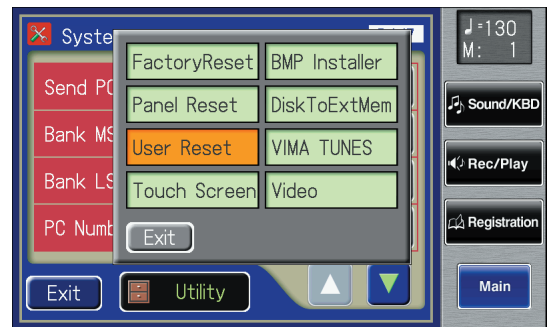 Syste
FactoryReset
BMP Installer
Panel Reset
DiskToExtMem
User Reset
VIMA TUNES
Touch Screen
Video
Exit
Send PC
Bank MS
Bank LS
PC Numb
Exit
Utility
♩=130
M: 1
Sound/KBD
Rec/Play
Registration
Main